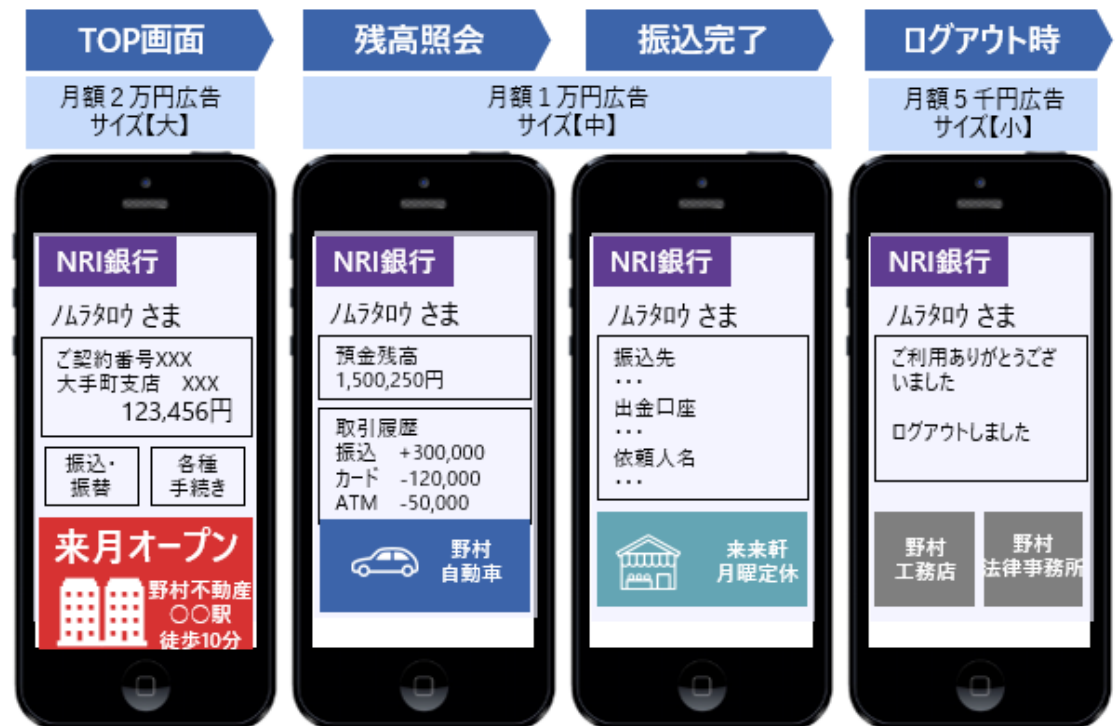 TOP画面
残高照会
振込完了
ログアウト時
月額２万円広告
サイズ【大】
月額１万円広告
サイズ【中】
月額５千円広告
サイズ【小】
NRI銀行
ノムラタロウ さま
ご契約番号XXX
大手町支店　XXX
123,456円
振込・
振替
各種
手続き
来月オープン
野村不動産
〇〇駅
徒歩10分
NRI銀行
ノムラタロウ さま
預金残高
1,500,250円
取引履歴
振込　+300,000
カード　-120,000
ATM　-50,000
野村
自動車
NRI銀行
ノムラタロウ さま
振込先
・・・
出金口座
・・・
依頼人名
・・・
来来軒
月曜定休
NRI銀行
ノムラタロウ さま
ご利用ありがとうござ
いました
ログアウトしました
野村
工務店
野村
法律事務所